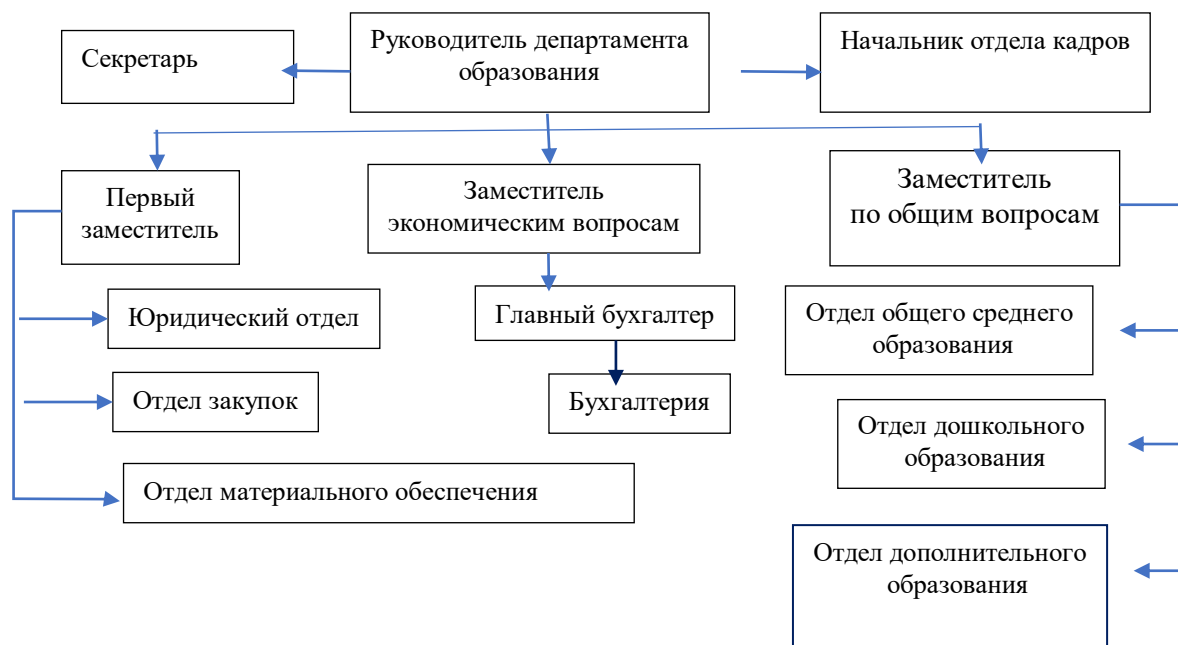 Секретарь
Руководитель департамента
образования
Начальник отдела кадров
Первый
заместитель
Заместитель
экономическим вопросам
Заместитель
по общим вопросам
Юридический отдел
Главный бухгалтер
Отдел общего среднего
образования
Отдел закупок
Бухгалтерия
Отдел дошкольного
образования
Отдел материального обеспечения
Отдел дополнительного
образования